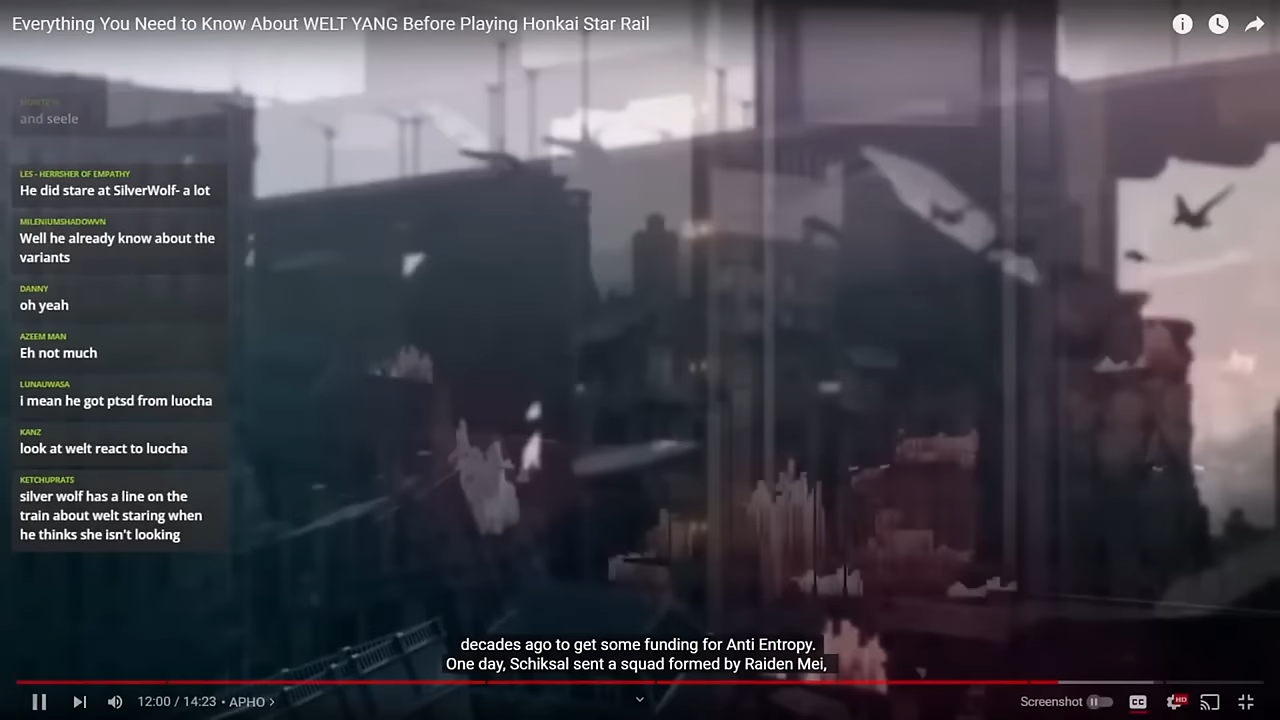 Everything You Need to Know About WELT YANG Before Playing Honkai Star Rail
and seele
LES - HERRSHER OF EMPATHY
He did stare at SilverWolf- a lot
MILENIUMSHADOWVN
Well he already know about the
variants
DANNY
oh yeah
AZEEM MAN
Eh not much
LUNAUWASA
i mean he got ptsd from luocha
KANZ
look at welt react to luocha
KETCHUPRATS
silver wolf has a line on the
train about welt staring when
he thinks she isn't looking
decades ago to get some funding for Anti Entropy.
One day, Schiksal sent a squad formed by Raiden Mei,
12:00 / 14:23 • APHO >
Screenshot
CC
HD